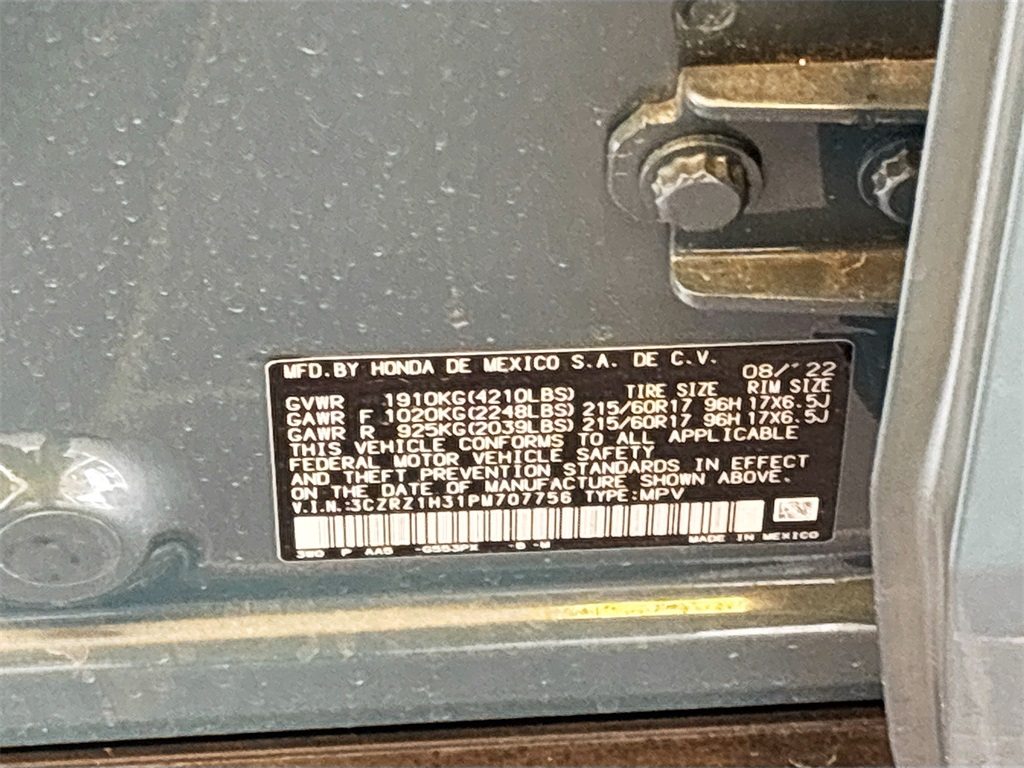 MFD.BY HONDA DE MEXICO S.A. DE C.V. 08/'22
GVWR 1910KG(4210LBS) TIRE SIZE RIM SIZE
GAWR F 1020KG(2248LBS) 215/60R17 96H 17X6.5J
GAWR R 925KG(2039LBS) 215/60R17 96H 17X6.5J
THIS VEHICLE CONFORMS TO ALL APPLICABLE
FEDERAL MOTOR VEHICLE SAFETY
AND THEFT PREVENTION STANDARDS IN EFFECT
ON THE DATE OF MANUFACTURE SHOWN ABOVE.
V.I.N.:3CZRZ1H31PM707756 TYPE:MPV
P MADE IN MEXICO